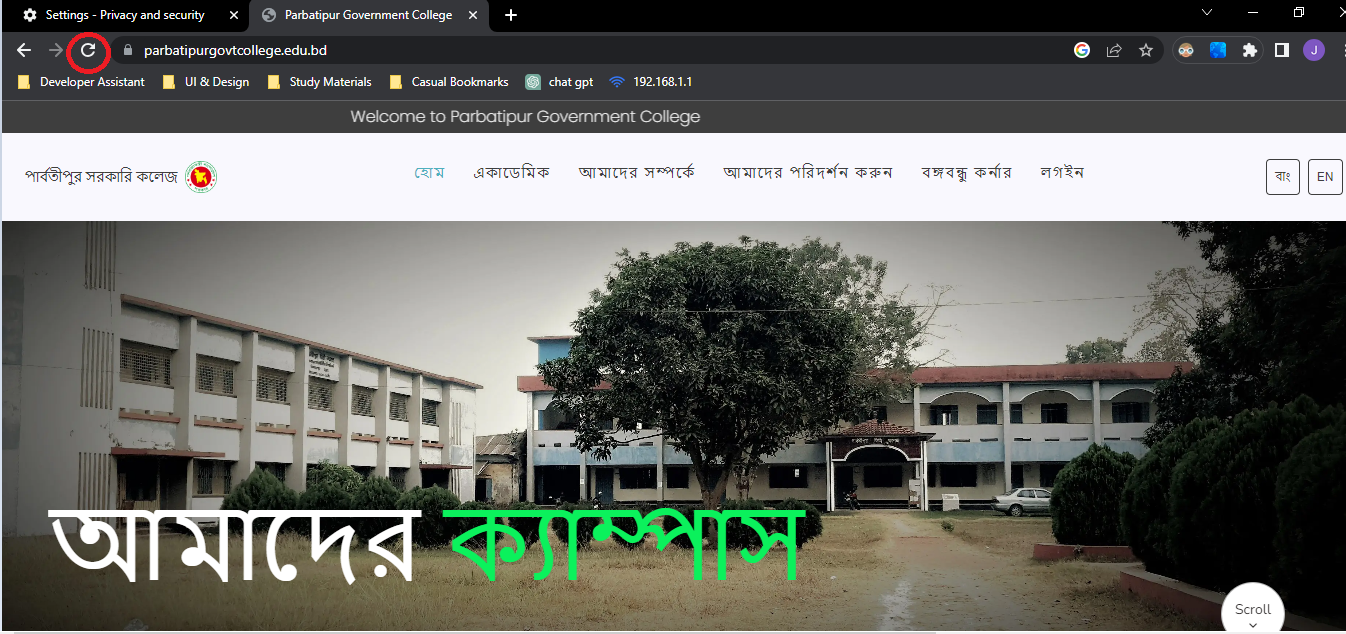 Settings - Privacy and security
Parbatipur Government College
parbatipurgovtcollege.edu.bd
J
Developer Assistant
UI & Design
Study Materials
Casual Bookmarks
chat gpt
192.168.1.1
Welcome to Parbatipur Government College
পার্বতীপুর সরকারি কলেজ
হোম
একাডেমিক
আমাদের সম্পর্কে
আমাদের পরিদর্শন করুন
বঙ্গবন্ধু কর্নার
লগইন
বাং
EN
আমাদের ক্যাম্পাস
Scroll